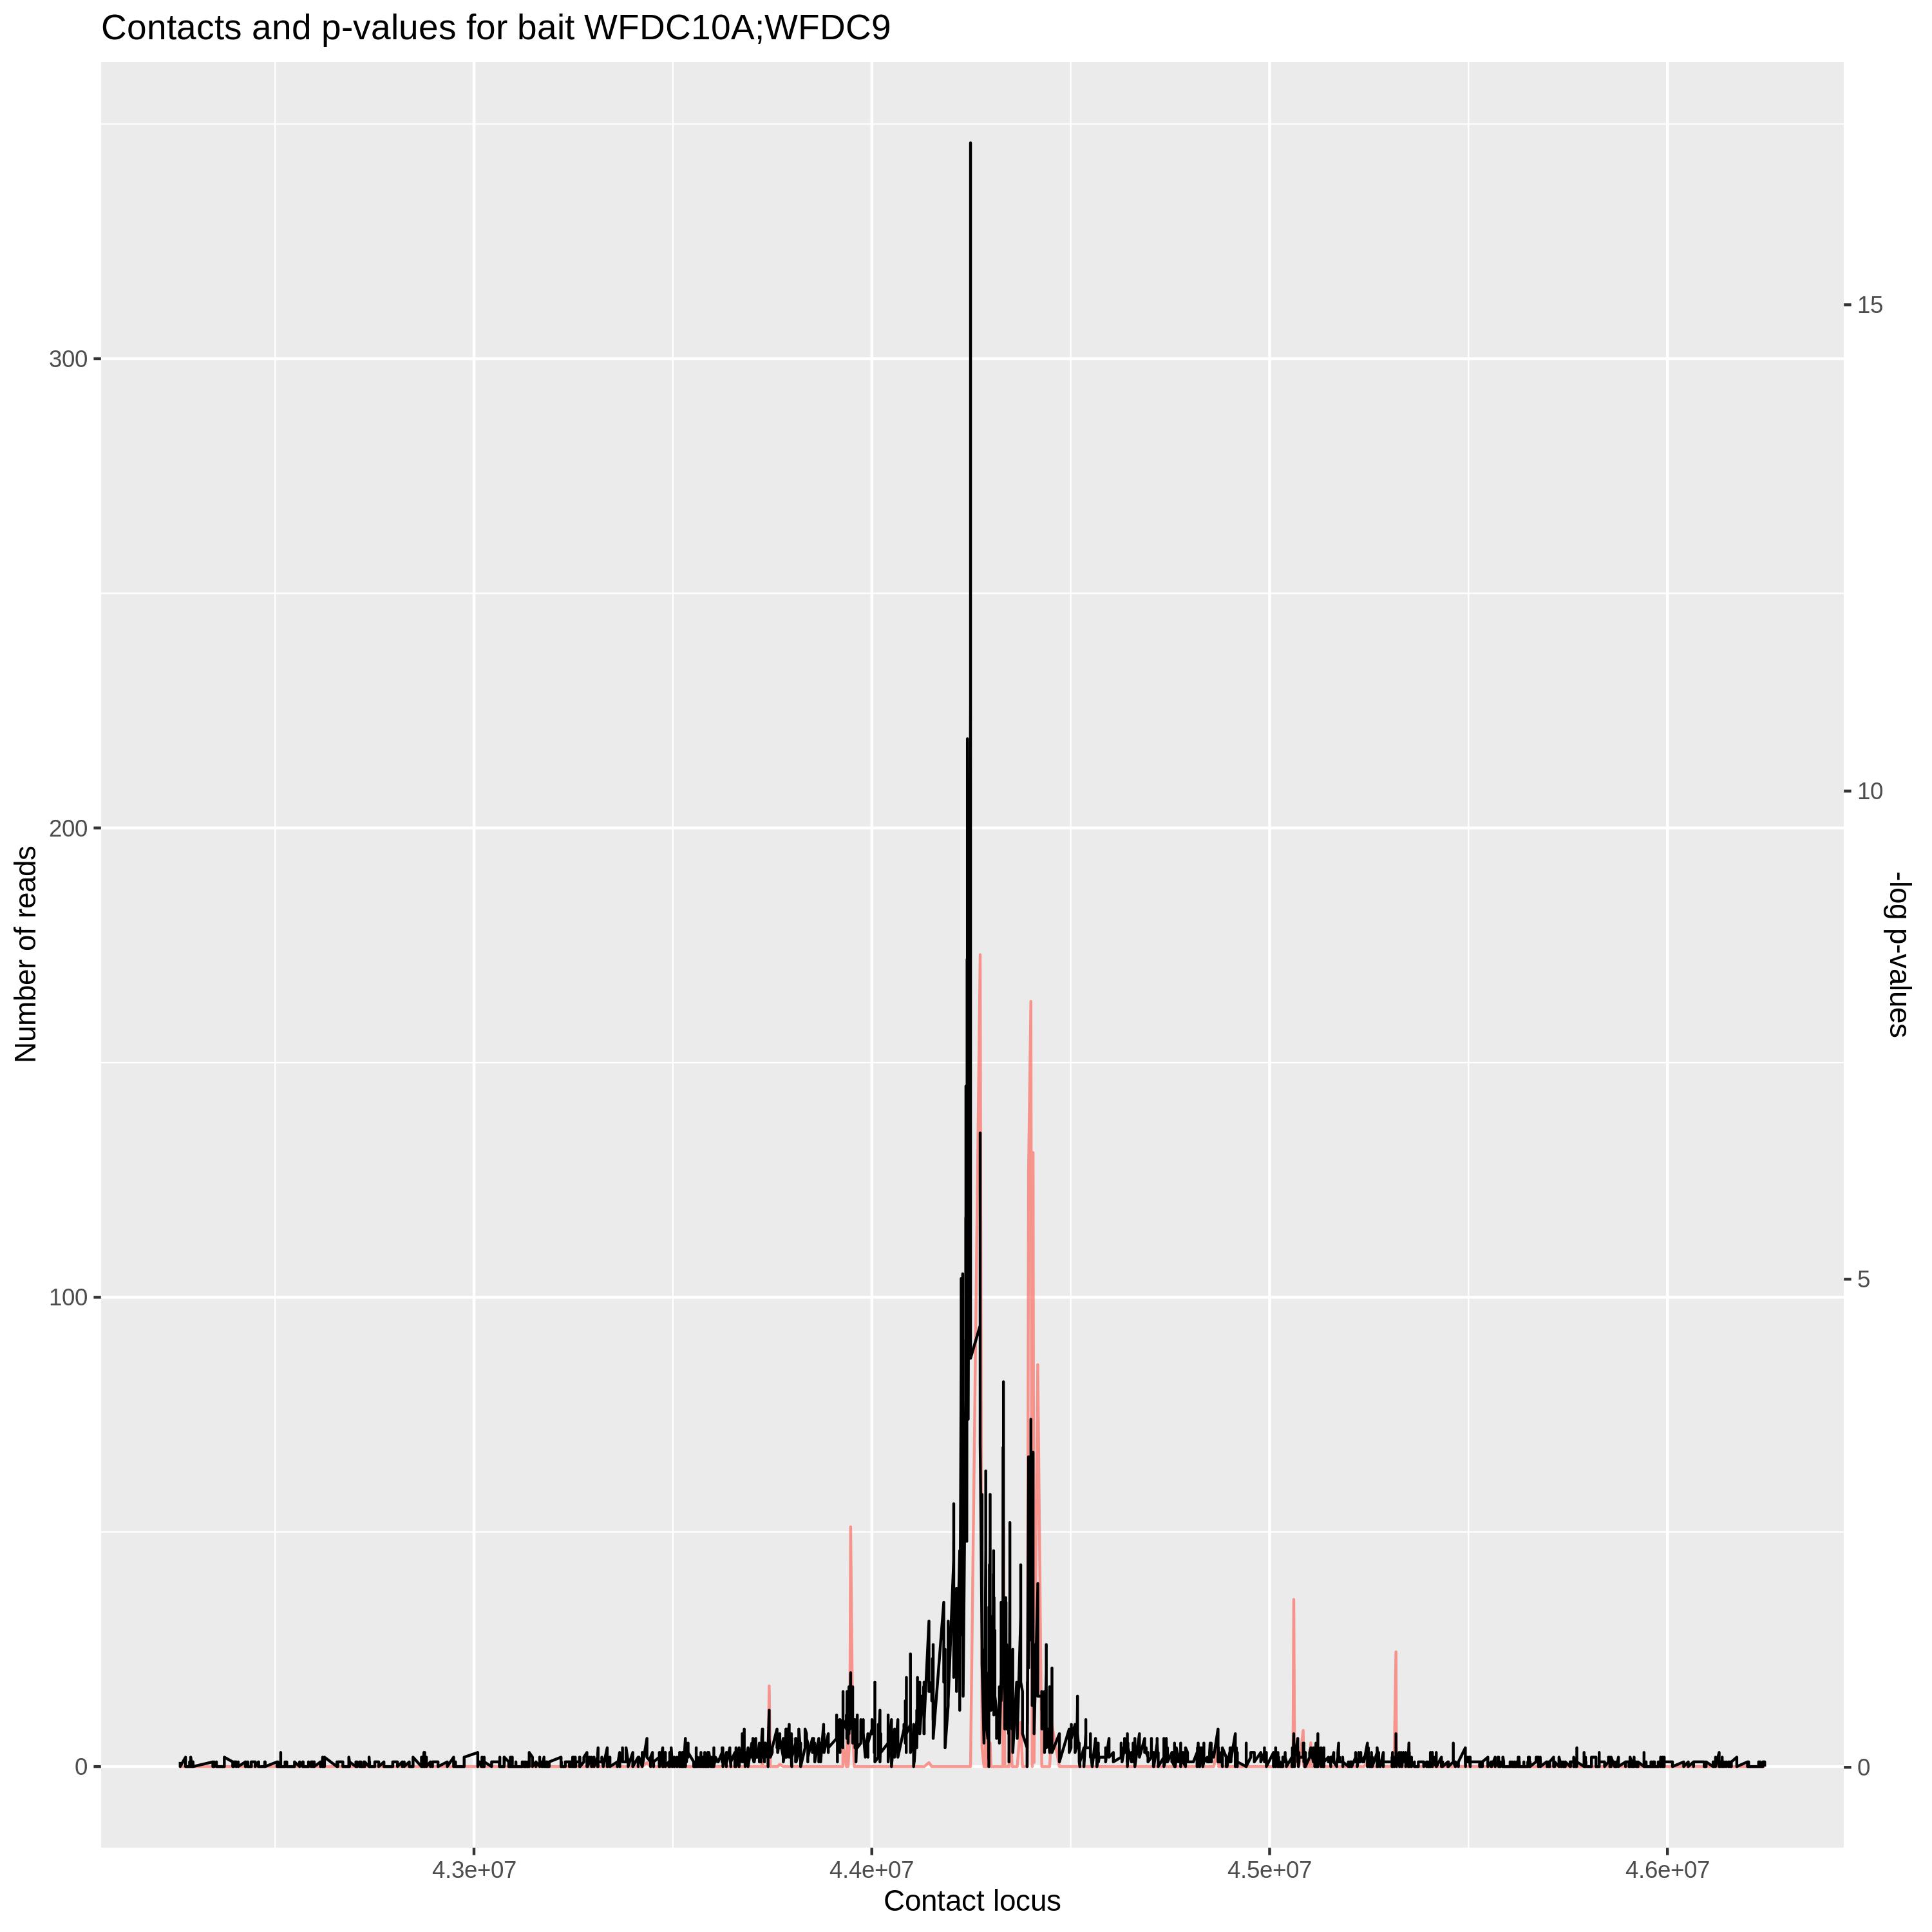 Contacts and p-values for bait WFDC10A;WFDC9
Number of reads
300
200
100
0
15
10
5
0
-log p-values
4.3e+07
4.4e+07
4.5e+07
4.6e+07
Contact locus